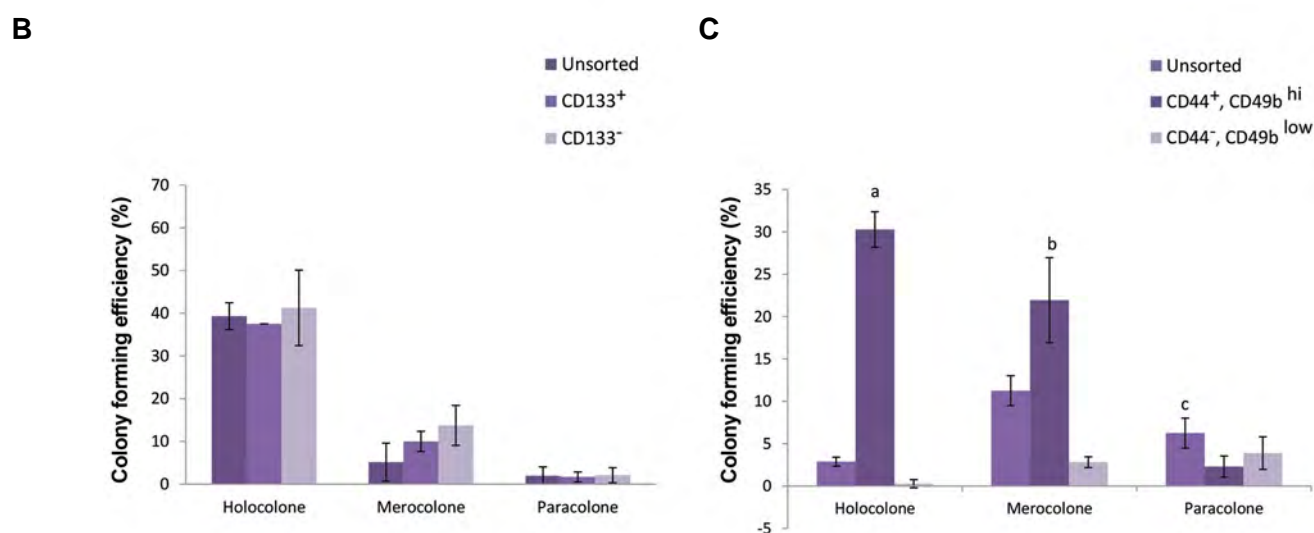 B
Unsorted
CD133+
CD133-
Colony forming efficiency (%)
70
60
50
40
30
20
10
0
Holocolone
Merocolone
Paracolone
C
Unsorted
CD44+, CD49b hi
CD44-, CD49b low
Colony forming efficiency (%)
35
30
25
20
15
10
5
0
-5
a
b
c
Holocolone
Merocolone
Paracolone